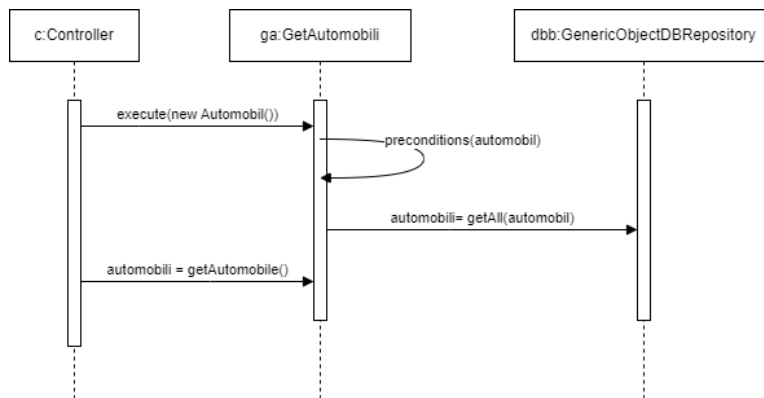 c:Controller
ga:GetAutomobili
dbb:GenericObjectDBRepository
execute(new Automobil())
preconditions(automobil)
automobili= getAll(automobil)
automobili = getAutomobile()